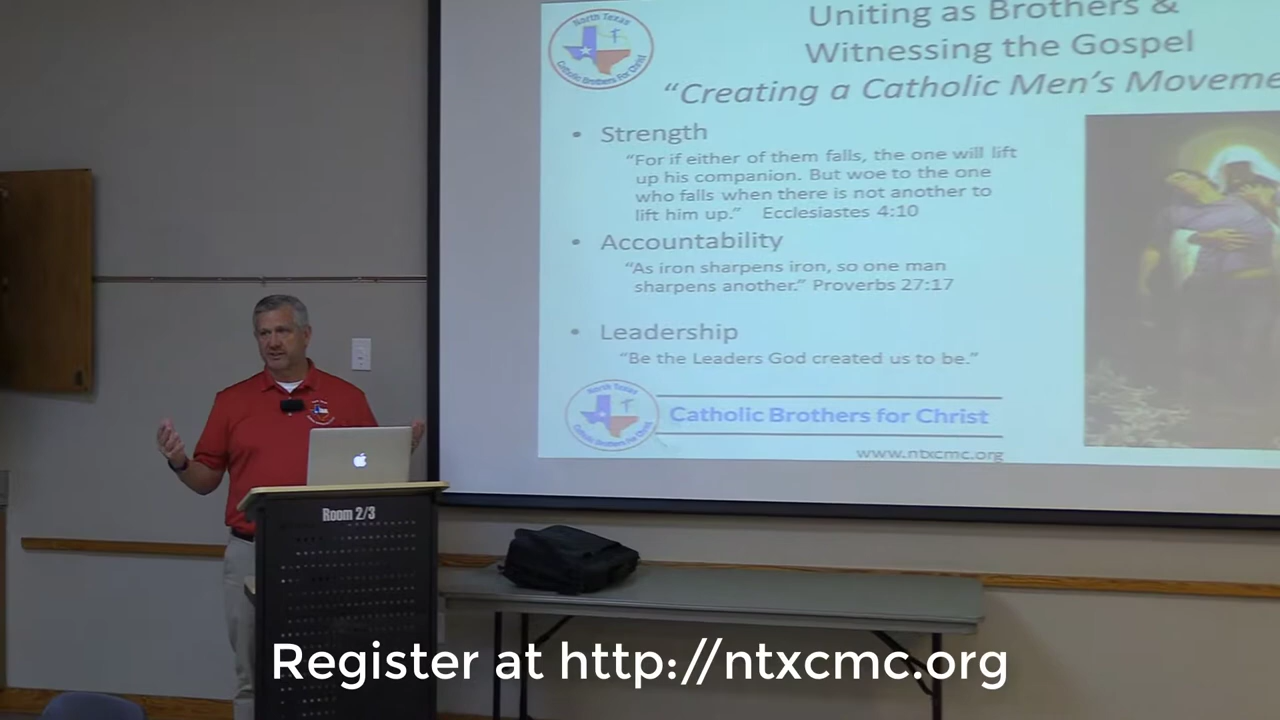 North Texas
Catholic Brothers For Christ
Uniting as Brothers &
Witnessing the Gospel
“Creating a Catholic Men’s Moveme
• Strength
“For if either of them falls, the one will lift
up his companion. But woe to the one
who falls when there is not another to
lift him up.” Ecclesiastes 4:10
• Accountability
“As iron sharpens iron, so one man
sharpens another.” Proverbs 27:17
• Leadership
“Be the Leaders God created us to be.”
North Texas
Catholic Brothers For Christ
Catholic Brothers for Christ
www.ntxcmc.org
Room 2/3
Register at http://ntxcmc.org